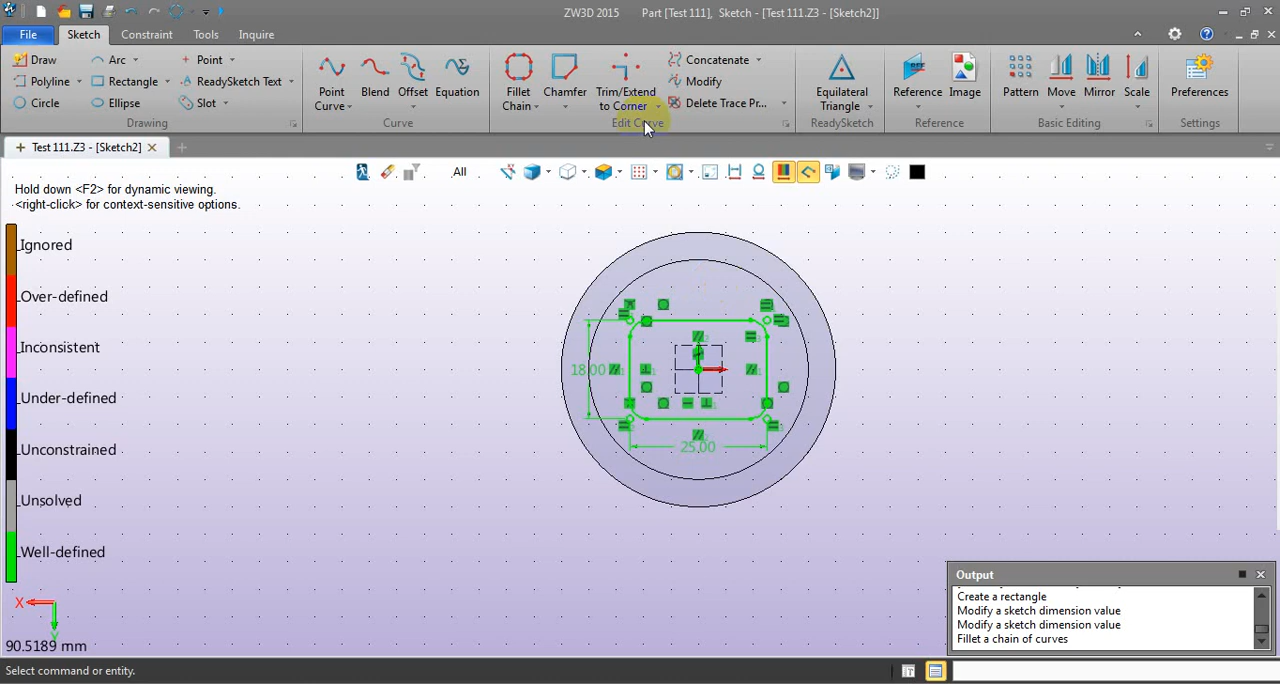 ZW3D 2015 Part [Test 111], Sketch - [Test 111.Z3 - [Sketch2]]
File Sketch Constraint Tools Inquire
Draw Arc Point
Polyline Rectangle ReadySketch Text
Circle Ellipse Slot
Drawing
Point Curve Blend Offset Equation
Curve
Fillet Chain Chamfer Trim/Extend to Corner
Concatenate
Modify
Delete Trace Pr...
Edit Curve
Equilateral Triangle
ReadySketch
Reference Image
Reference
Pattern Move Mirror Scale
Basic Editing
Preferences
Settings
Test 111.Z3 - [Sketch2]
All
Hold down <F2> for dynamic viewing.
<right-click> for context-sensitive options.
Ignored
Over-defined
Inconsistent
Under-defined
Unconstrained
Unsolved
Well-defined
18.00
25.00
X
Y
90.5189 mm
Output
Create a rectangle
Modify a sketch dimension value
Modify a sketch dimension value
Fillet a chain of curves
Select command or entity.